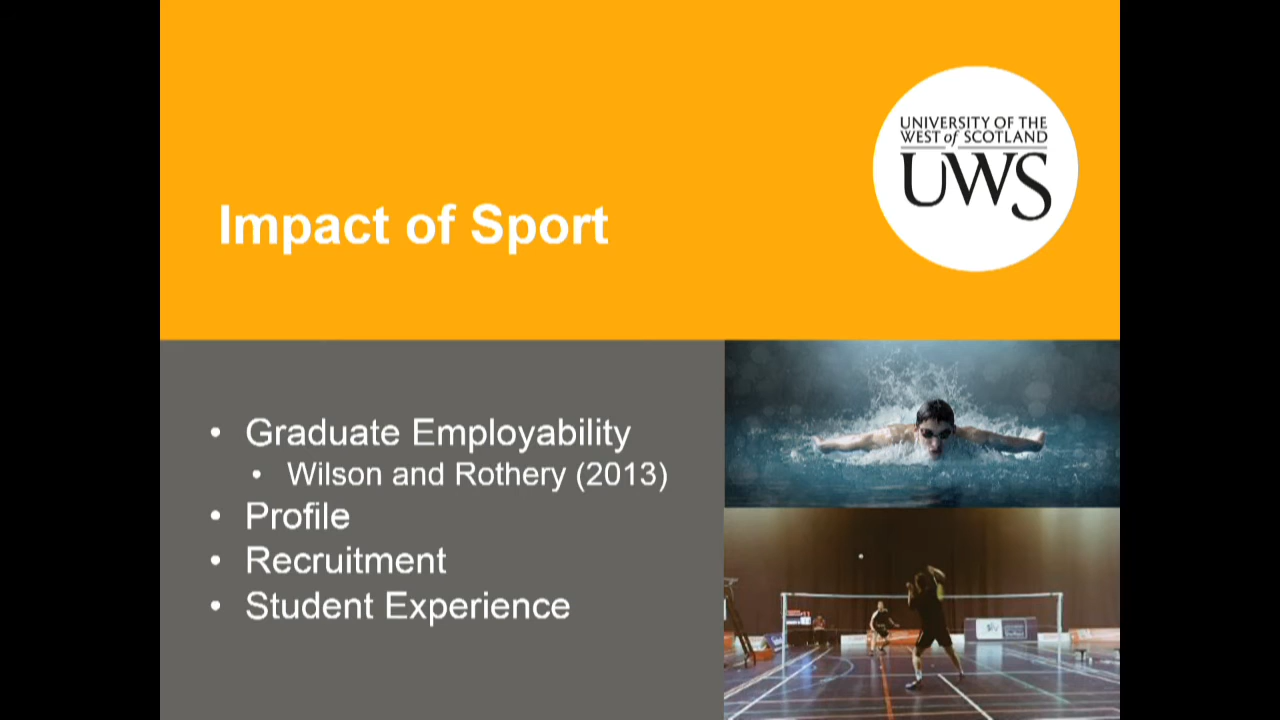 UNIVERSITY OF THE
WEST of SCOTLAND
UWS
Impact of Sport
• Graduate Employability
• Wilson and Rothery (2013)
• Profile
• Recruitment
• Student Experience